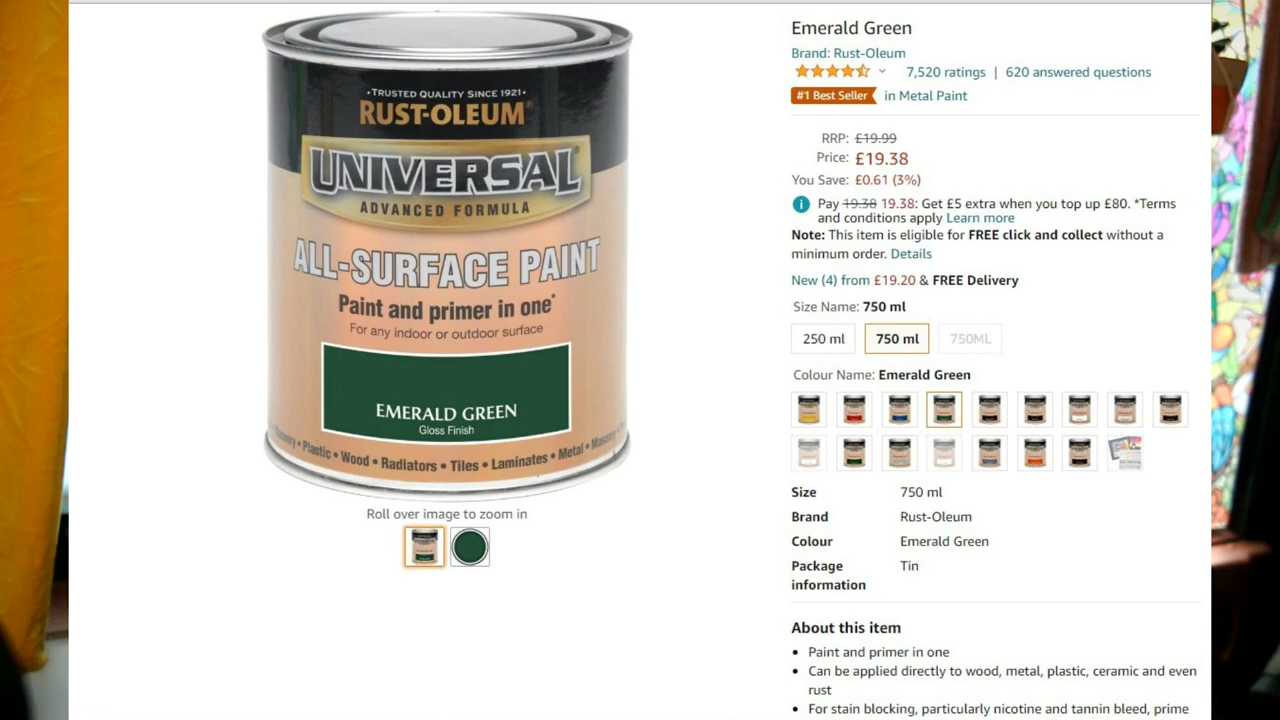 •TRUSTED QUALITY SINCE 1921•
RUST-OLEUM®
UNIVERSAL®
ADVANCED FORMULA
ALL-SURFACE PAINT
Paint and primer in one*
For any indoor or outdoor surface
EMERALD GREEN
Gloss Finish
• Plastic • Wood • Radiators • Tiles • Laminates • Metal • Masonry
Roll over image to zoom in
Emerald Green
Brand: Rust-Oleum
7,520 ratings | 620 answered questions
#1 Best Seller in Metal Paint
RRP: £19.99
Price: £19.38
You Save: £0.61 (3%)
Pay 19.38 19.38: Get £5 extra when you top up £80. *Terms
and conditions apply Learn more
Note: This item is eligible for FREE click and collect without a
minimum order. Details
New (4) from £19.20 & FREE Delivery
Size Name: 750 ml
250 ml 750 ml 750ML
Colour Name: Emerald Green
Size 750 ml
Brand Rust-Oleum
Colour Emerald Green
Package Tin
information
About this item
• Paint and primer in one
• Can be applied directly to wood, metal, plastic, ceramic and even
rust
• For stain blocking, particularly nicotine and tannin bleed, prime